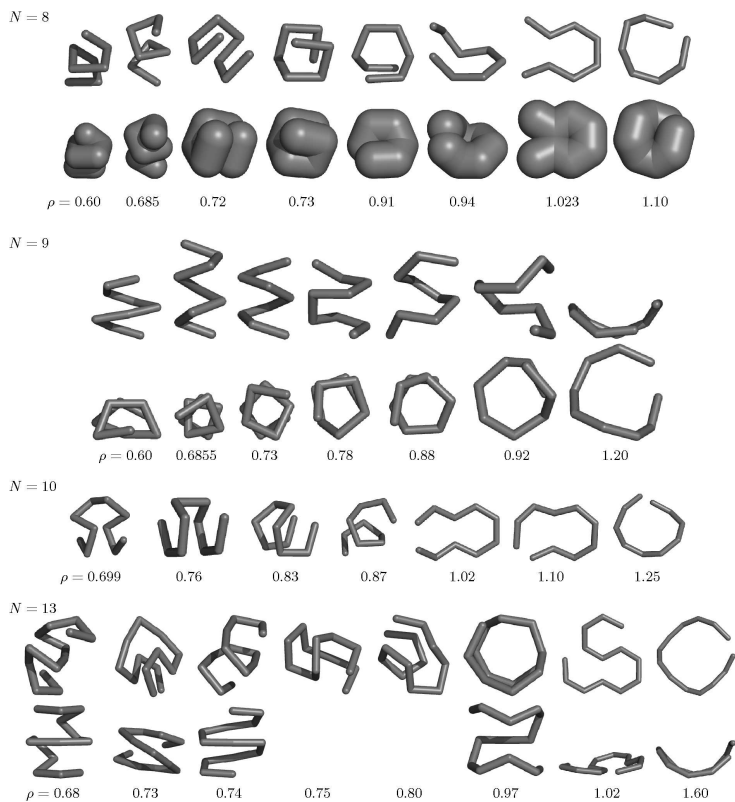 N = 8
ρ = 0.60 0.685 0.72 0.73 0.91 0.94 1.023 1.10
N = 9
ρ = 0.60 0.6855 0.73 0.78 0.88 0.92 1.20
N = 10
ρ = 0.699 0.76 0.83 0.87 1.02 1.10 1.25
N = 13
ρ = 0.68 0.73 0.74 0.75 0.80 0.97 1.02 1.60